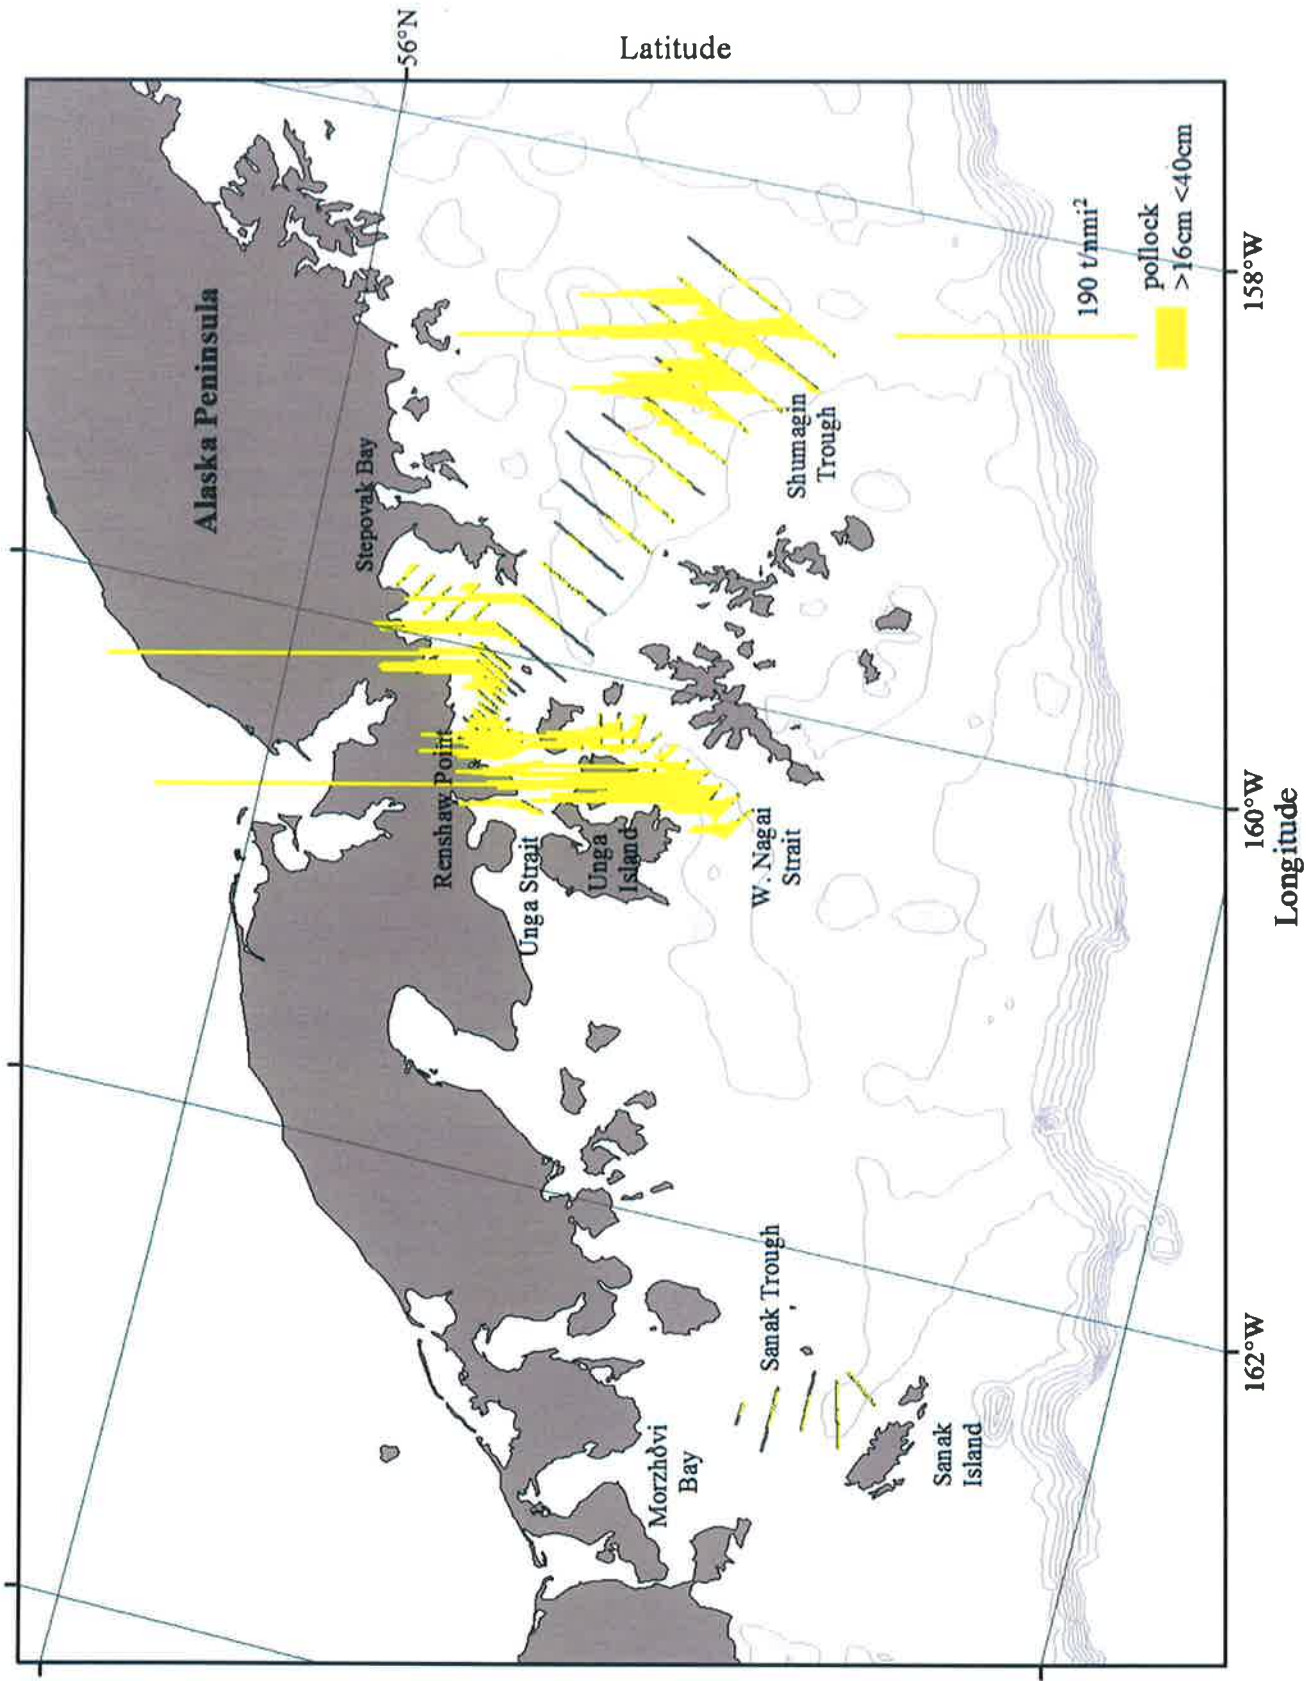 56°N
Latitude
Alaska Peninsula
Stepovak Bay
190 t/nmi²
pollock
>16cm <40cm
158°W
Shumagin
Trough
Renshaw Point
Unga Strait
Unga
Island
W. Nagai
Strait
160°W
Longitude
Sanak Trough
Morzhovi
Bay
Sanak
Island
162°W